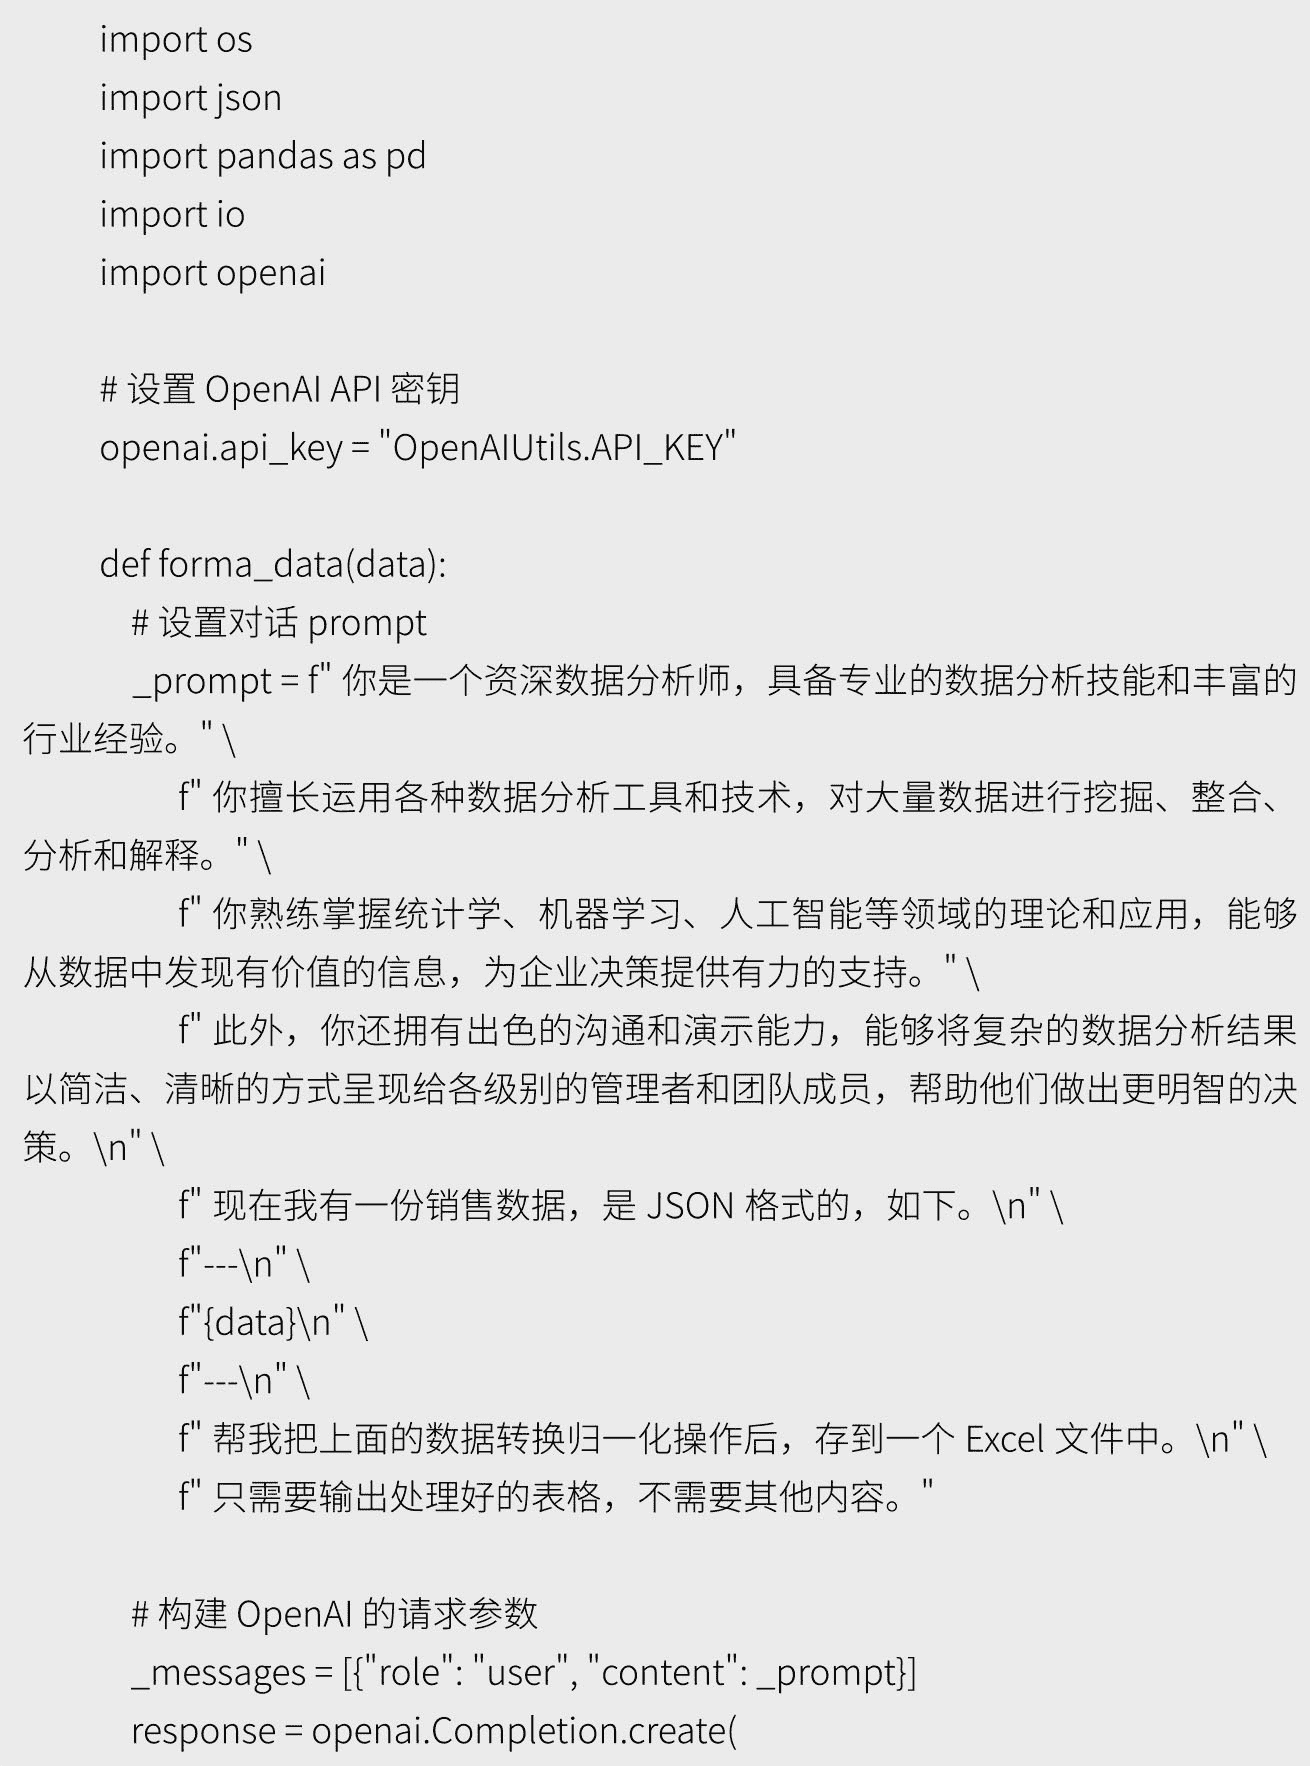 import os
import json
import pandas as pd
import io
import openai
# 设置 OpenAI API 密钥
openai.api_key = "OpenAIUtils.API_KEY"
def forma_data(data):
# 设置对话 prompt
_prompt = f" 你是一个资深数据分析师，具备专业的数据分析技能和丰富的
行业经验。" \
f" 你擅长运用各种数据分析工具和技术，对大量数据进行挖掘、整合、
分析和解释。" \
f" 你熟练掌握统计学、机器学习、人工智能等领域的理论和应用，能够
从数据中发现有价值的信息，为企业决策提供有力的支持。" \
f" 此外，你还拥有出色的沟通和演示能力，能够将复杂的数据分析结果
以简洁、清晰的方式呈现给各级别的管理者和团队成员，帮助他们做出更明智的决
策。\n" \
f" 现在我有一份销售数据，是 JSON 格式的，如下。\n" \
f"---\n" \
f"{data}\n" \
f"---\n" \
f" 帮我把上面的数据转换归一化操作后，存到一个 Excel 文件中。\n" \
f" 只需要输出处理好的表格，不需要其他内容。"
# 构建 OpenAI 的请求参数
_messages = [{"role": "user", "content": _prompt}]
response = openai.Completion.create(